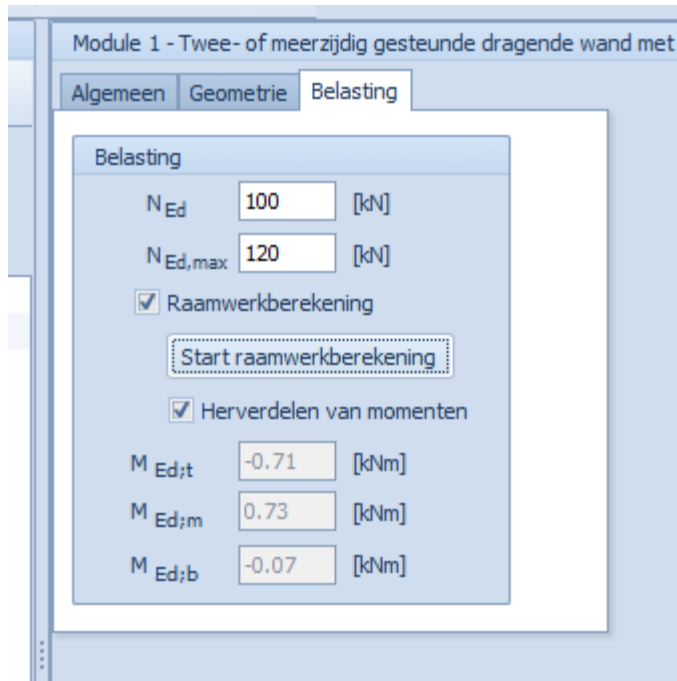 Module 1 - Twee- of meerzijdig gesteunde dragende wand met
Algemeen Geometrie Belasting
Belasting
N Ed 100 [kN]
N Ed,max 120 [kN]
Raamwerkberekening
Start raamwerkberekening
Herverdelen van momenten
M Ed;t -0.71 [kNm]
M Ed;m 0.73 [kNm]
M Ed;b -0.07 [kNm]